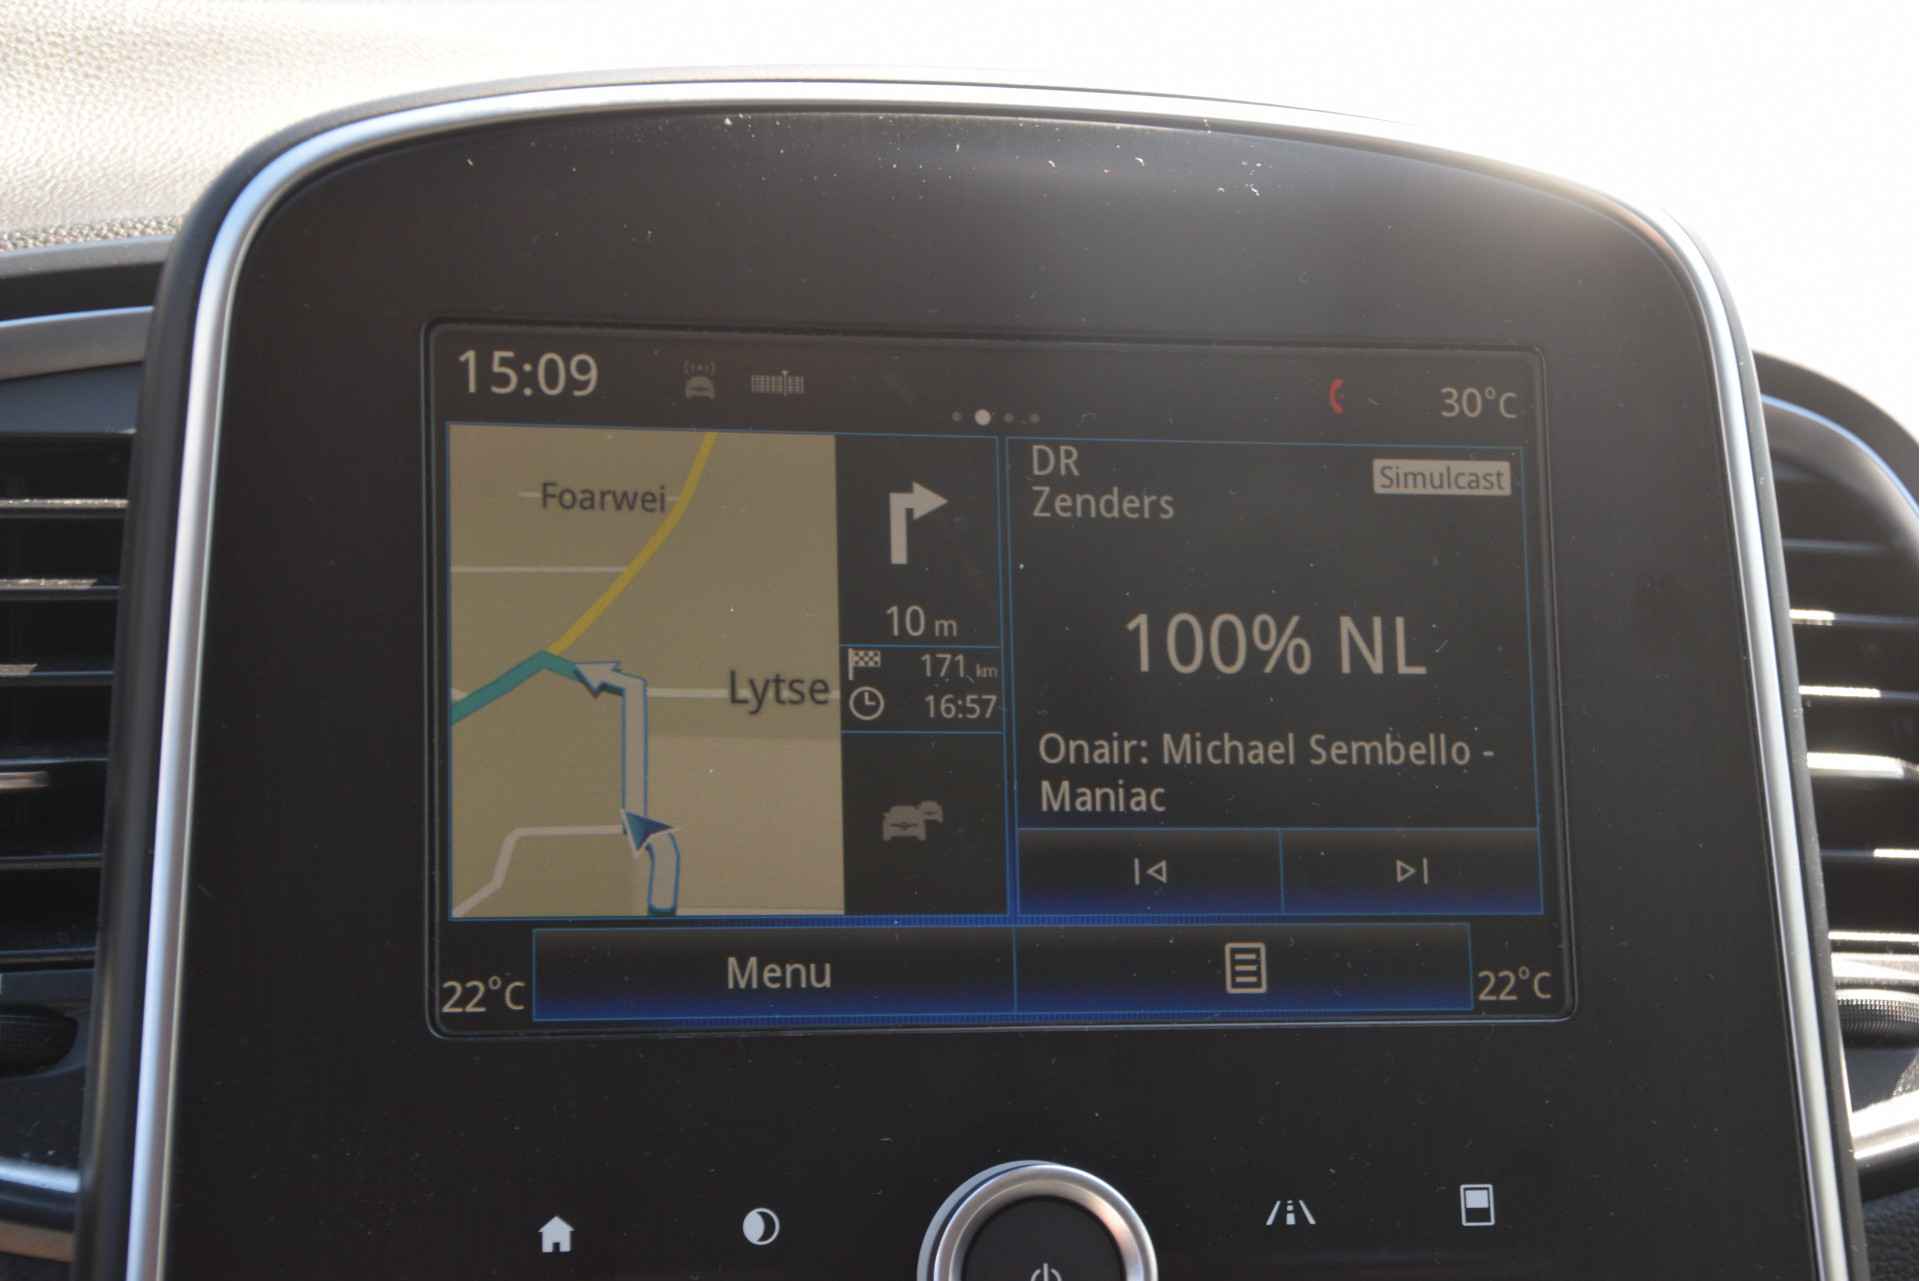 15:09
30°C
Foarwei
Lytse
10 m
171 km
16:57
DR
Zenders
Simulcast
100% NL
Onair: Michael Sembello -
Maniac
22°C
Menu
22°C